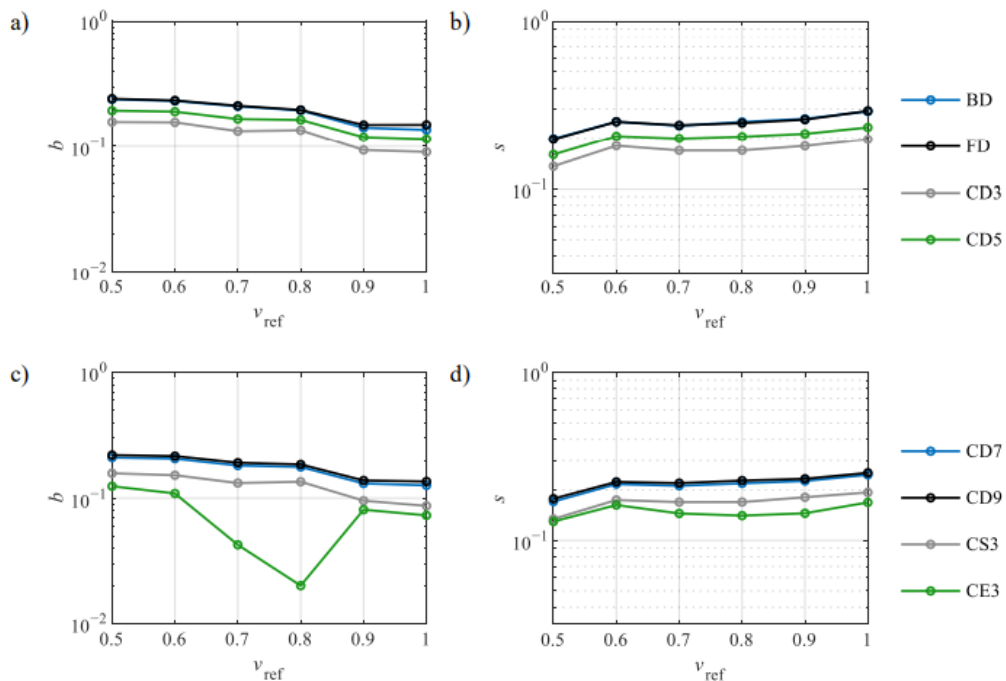 a)
10^0
10^-1
10^-2
b
0.5 0.6 0.7 0.8 0.9 1
v_ref
b)
10^0
10^-1
s
0.5 0.6 0.7 0.8 0.9 1
v_ref
BD
FD
CD3
CD5
c)
10^0
10^-1
10^-2
b
0.5 0.6 0.7 0.8 0.9 1
v_ref
d)
10^0
10^-1
s
0.5 0.6 0.7 0.8 0.9 1
v_ref
CD7
CD9
CS3
CE3